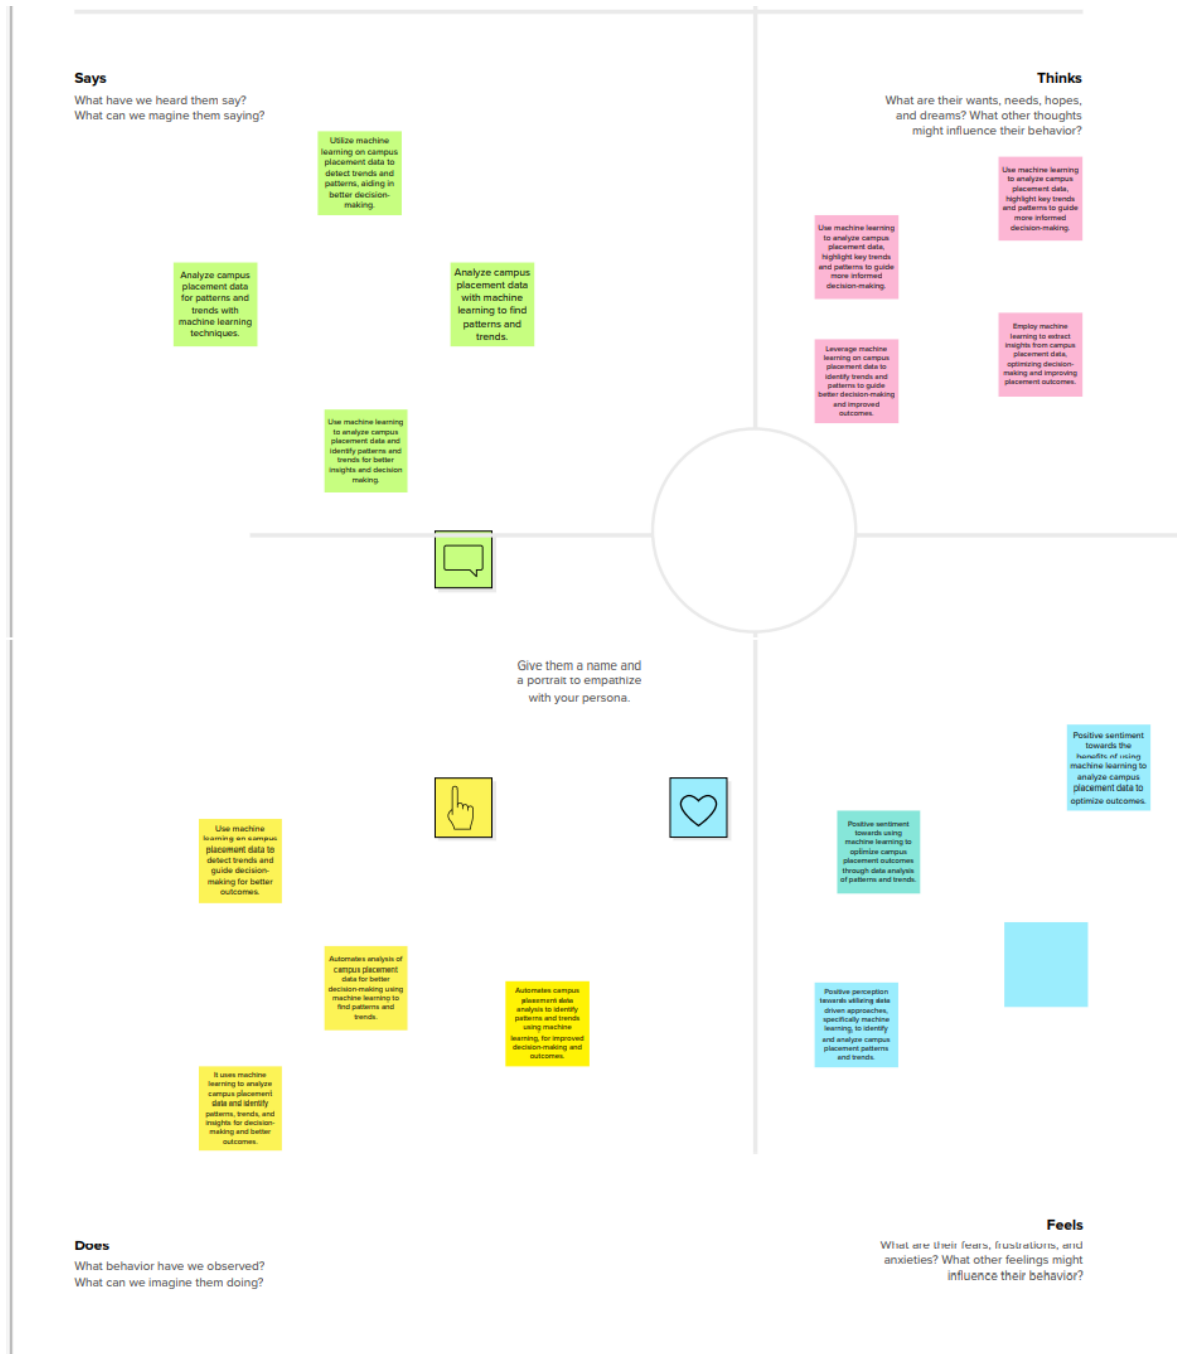 Says
What have we heard them say?
What can we magine them saying?
Utilize machine
learning on campus
placement data to
detect trends and
patterns, aiding in
better decision-
making.
Analyze campus
placement data
for patterns and
trends with
machine learning
techniques.
Analyze campus
placement data
with machine
learning to find
patterns and
trends.
Use machine learning
to analyze campus
placement data and
identify patterns and
trends for better
insights and decision
making.
Thinks
What are their wants, needs, hopes,
and dreams? What other thoughts
might influence their behavior?
Use machine learning
to analyze campus
placement data,
highlight key trends
and patterns to guide
more informed
decision-making.
Use machine learning
to analyze campus
placement data,
highlight key trends
and patterns to guide
more informed
decision-making.
Employ machine
learning to extract
insights from campus
placement data,
optimizing decision-
making and improving
placement outcomes.
Leverage machine
learning on campus
placement data to
identify trends and
patterns to guide
better decision-making
and improved
outcomes.
Give them a name and
a portrait to empathize
with your persona.
Use machine
learning on campus
placement data to
detect trends and
guide decision-
making for better
outcomes.
Automates analysis of
campus placement
data for better
decision-making using
machine learning to
find patterns and
trends.
Automates campus
placement data
analysis to identify
patterns and trends
using machine
learning, for improved
decision-making and
outcomes.
It uses machine
learning to analyze
campus placement
data and identify
patterns, trends, and
insights for decision-
making and better
outcomes.
Does
What behavior have we observed?
What can we imagine them doing?
Positive sentiment
towards the
benefits of using
machine learning to
analyze campus
placement data to
optimize outcomes.
Positive sentiment
towards using
machine learning to
optimize campus
placement outcomes
through data analysis
of patterns and trends.
Positive perception
towards utilizing data
driven approaches,
specifically machine
learning, to identify
and analyze campus
placement patterns
and trends.
Feels
What are their fears, frustrations, and
anxieties? What other feelings might
influence their behavior?